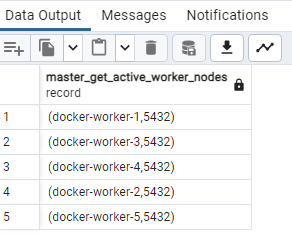 Data Output Messages Notifications
master_get_active_worker_nodes
record
1 (docker-worker-1,5432)
2 (docker-worker-3,5432)
3 (docker-worker-4,5432)
4 (docker-worker-2,5432)
5 (docker-worker-5,5432)